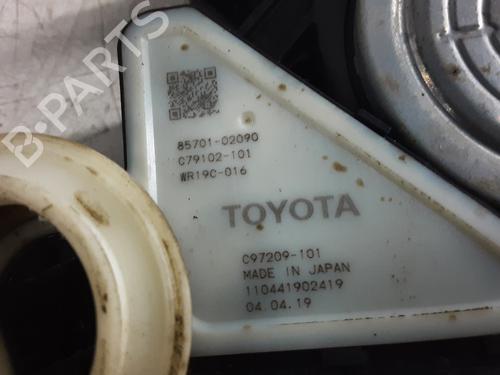 B-PARTS
85701-02090
C79102-101
WR19C-016
TOYOTA
C97209-101
MADE IN JAPAN
110441902419
04.04.19